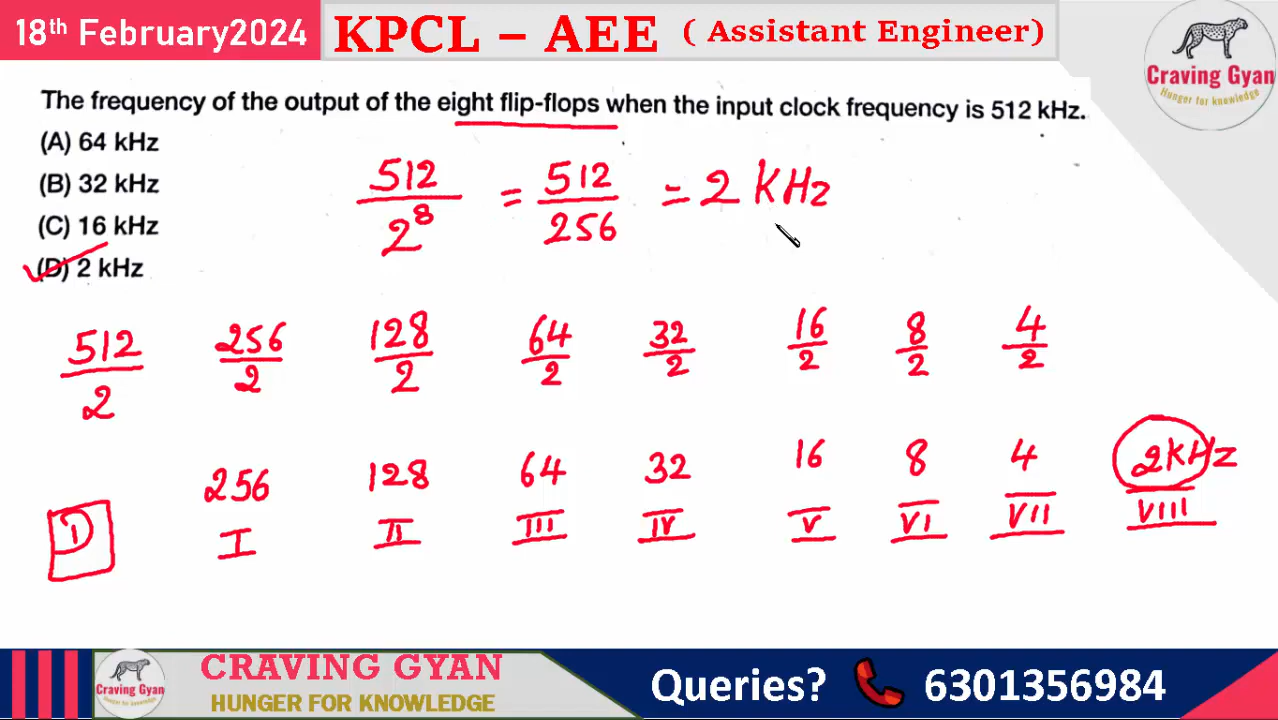 18th February2024
KPCL – AEE ( Assistant Engineer)
Craving Gyan
Hunger for knowledge
The frequency of the output of the eight flip-flops when the input clock frequency is 512 kHz.
(A) 64 kHz
(B) 32 kHz
(C) 16 kHz
(D) 2 kHz
512/2^8 = 512/256 = 2 KHz
512/2 256/2 128/2 64/2 32/2 16/2 8/2 4/2
256 128 64 32 16 8 4 2KHz
D I II III IV V VI VII VIII
Craving Gyan
Hunger for knowledge
CRAVING GYAN
HUNGER FOR KNOWLEDGE
Queries? 6301356984